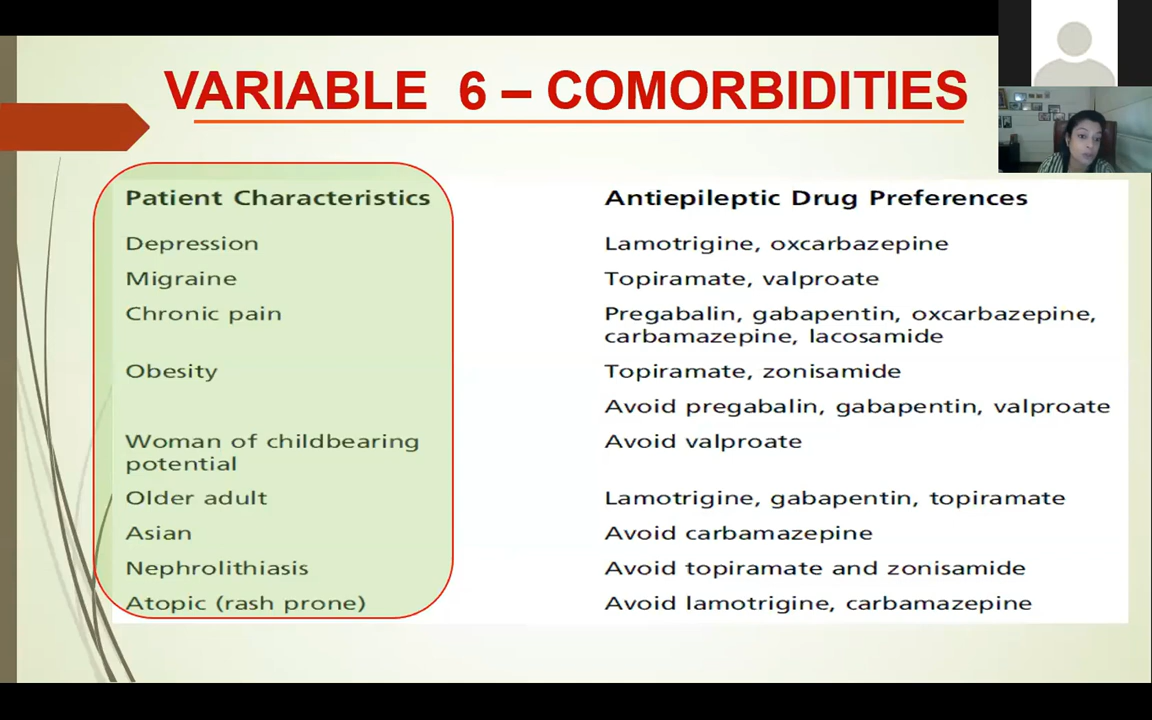 VARIABLE 6 – COMORBIDITIES
Patient Characteristics Antiepileptic Drug Preferences
Depression Lamotrigine, oxcarbazepine
Migraine Topiramate, valproate
Chronic pain Pregabalin, gabapentin, oxcarbazepine,
carbamazepine, lacosamide
Obesity Topiramate, zonisamide
Avoid pregabalin, gabapentin, valproate
Woman of childbearing Avoid valproate
potential
Older adult Lamotrigine, gabapentin, topiramate
Asian Avoid carbamazepine
Nephrolithiasis Avoid topiramate and zonisamide
Atopic (rash prone) Avoid lamotrigine, carbamazepine